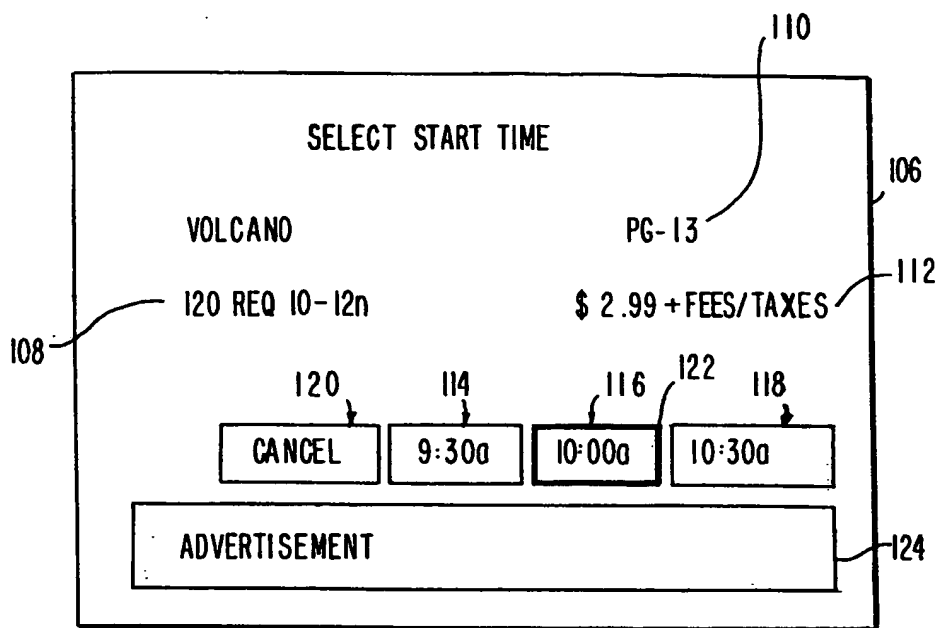 110
SELECT START TIME
106
VOLCANO PG-13
112
120 REQ 10-12n $ 2.99 + FEES/TAXES
108
120 114 116 122 118
CANCEL 9:30a 10:00a 10:30a
ADVERTISEMENT
124